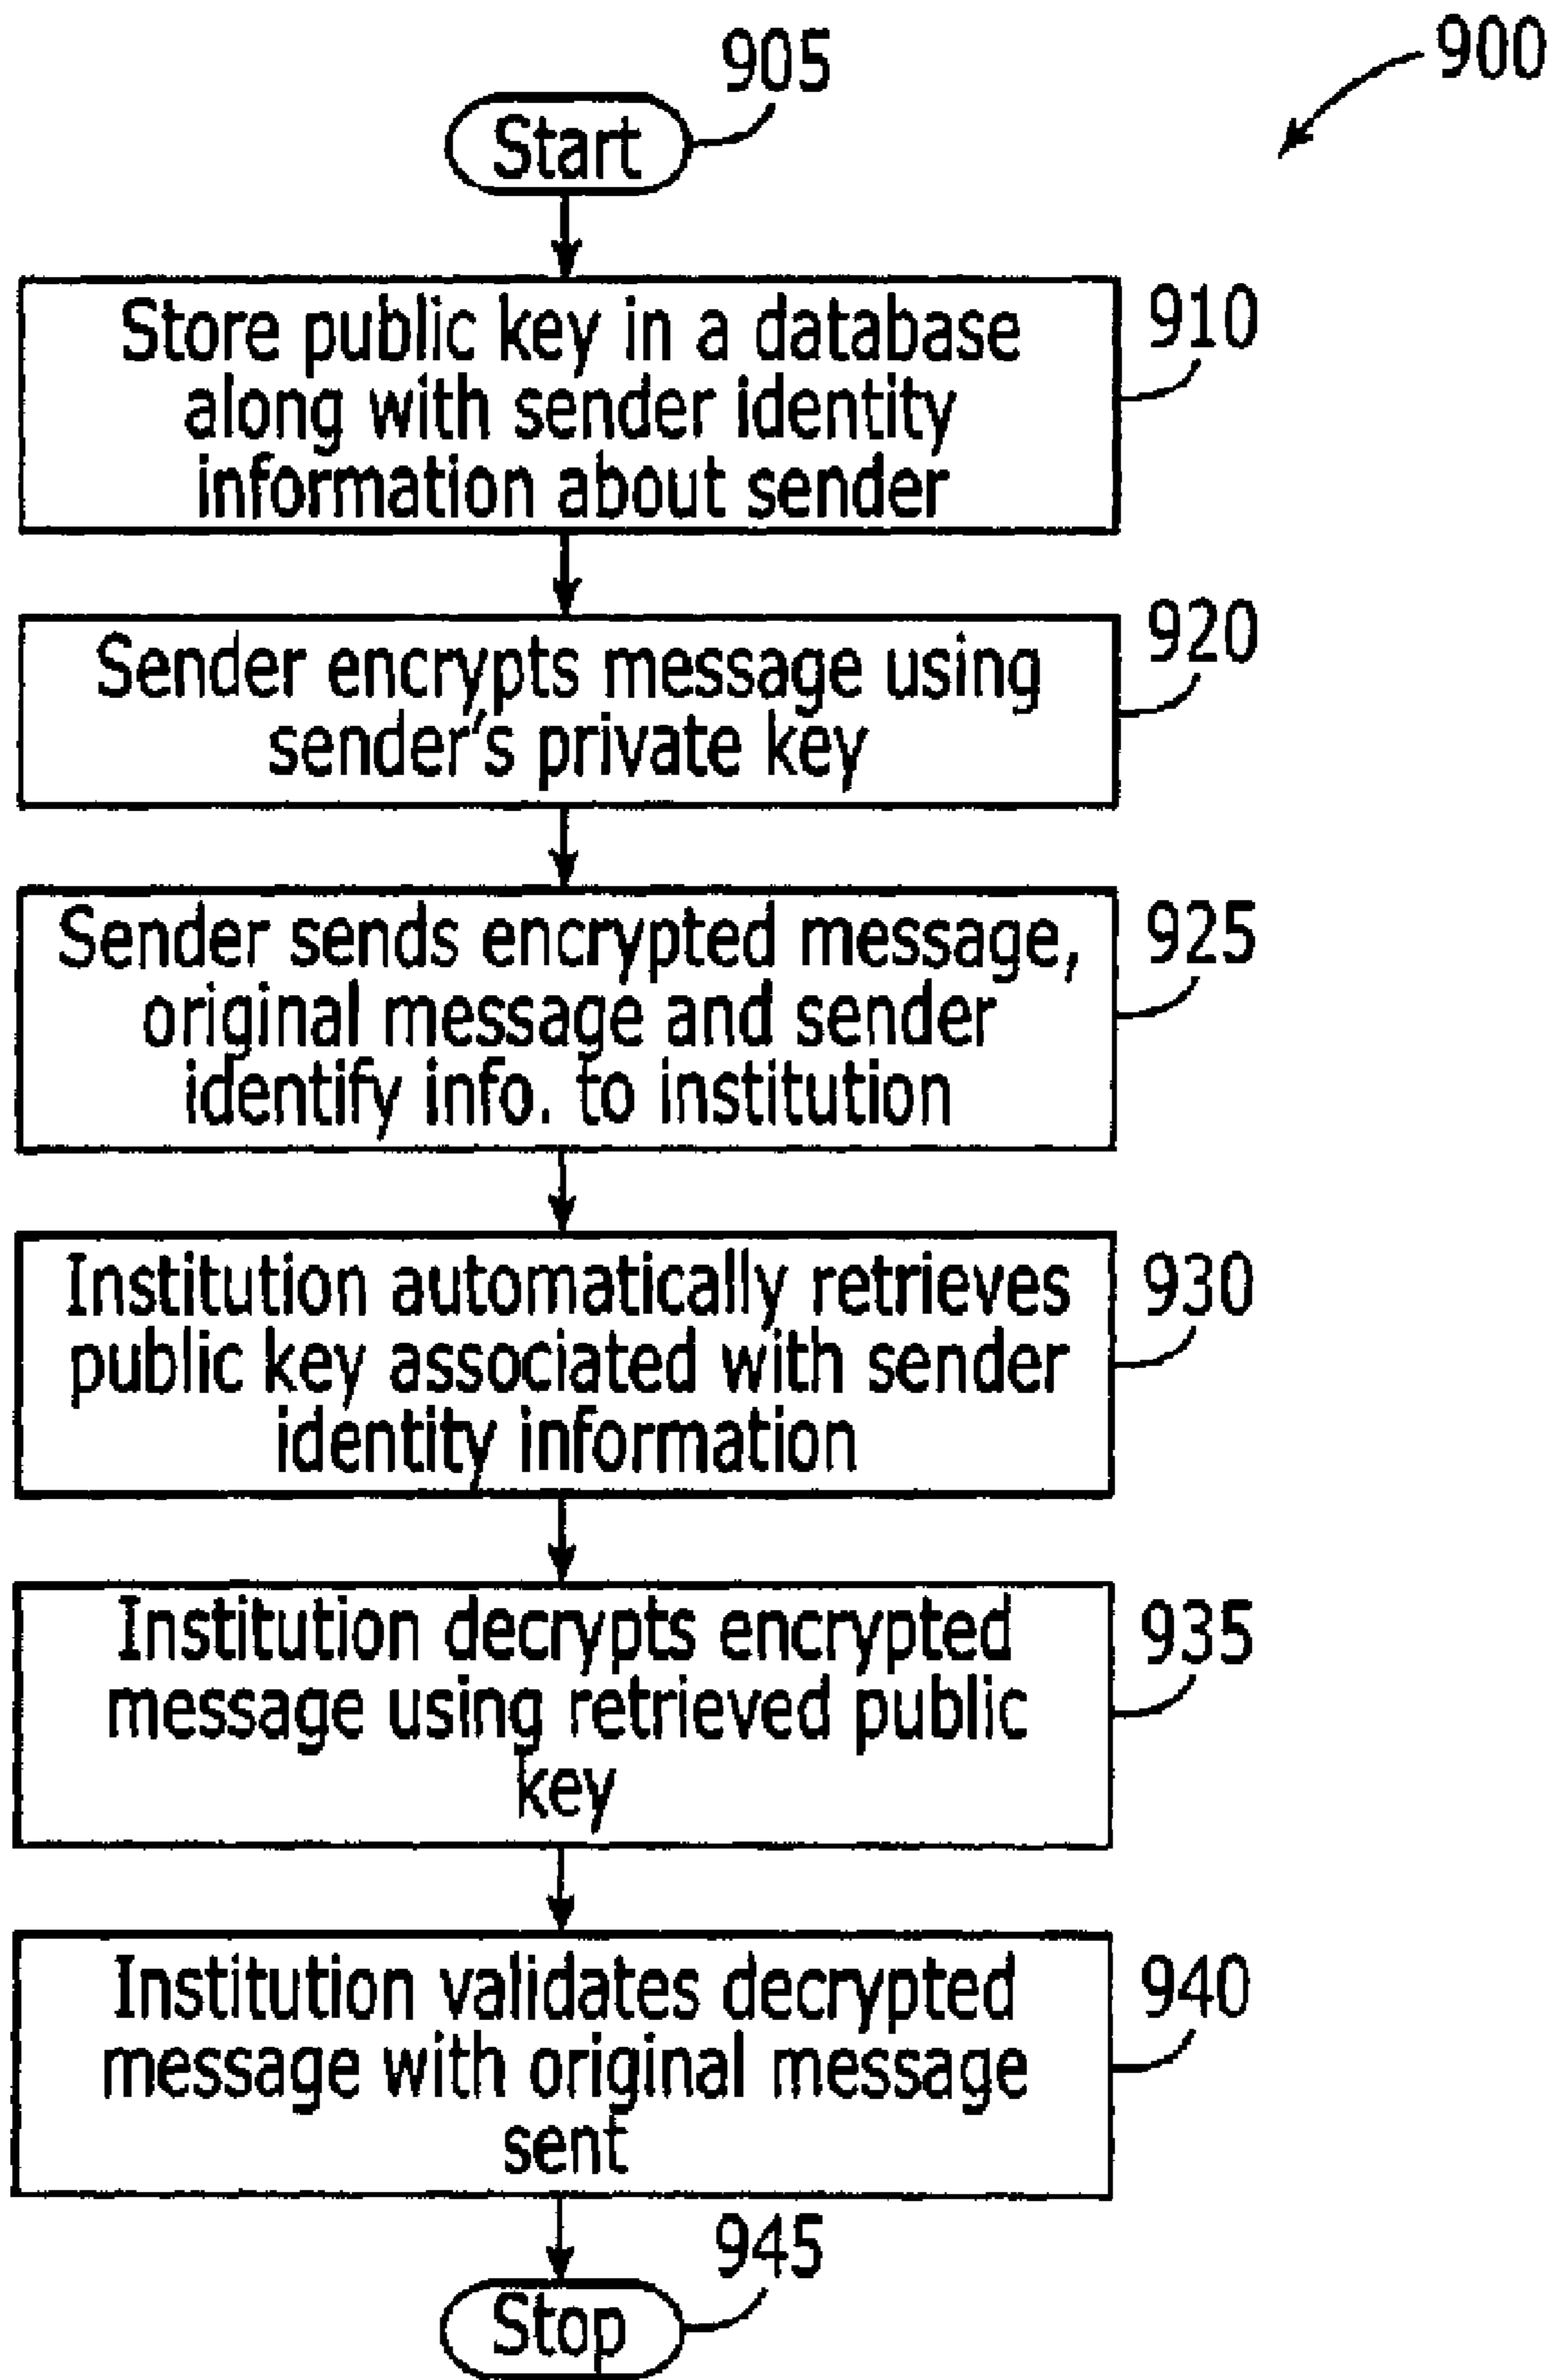 900
905
Start
Store public key in a database
along with sender identity
information about sender
910
Sender encrypts message using
sender's private key
920
Sender sends encrypted message,
original message and sender
identify info. to institution
925
Institution automatically retrieves
public key associated with sender
identity information
930
Institution decrypts encrypted
message using retrieved public
key
935
Institution validates decrypted
message with original message
sent
940
945
Stop